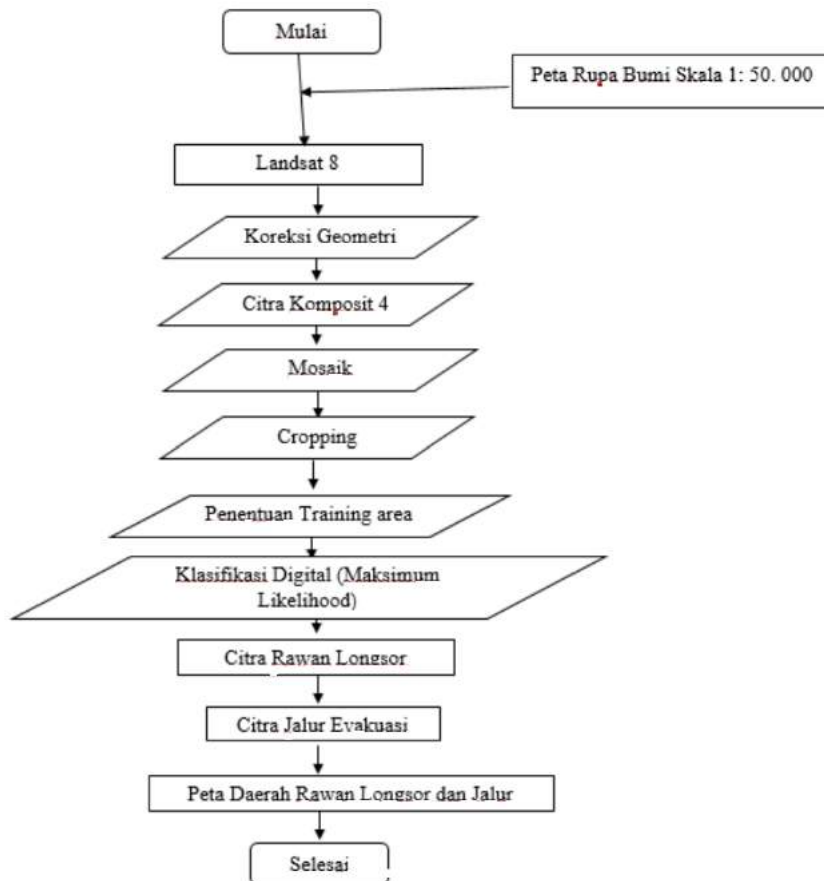 Mulai
Peta Rupa Bumi Skala 1: 50. 000
Landsat 8
Koreksi Geometri
Citra Komposit 4
Mosaik
Cropping
Penentuan Training area
Klasifikasi Digital (Maksimum
Likelihood)
Citra Rawan Longsor
Citra Jalur Evakuasi
Peta Daerah Rawan Longsor dan Jalur
Selesai